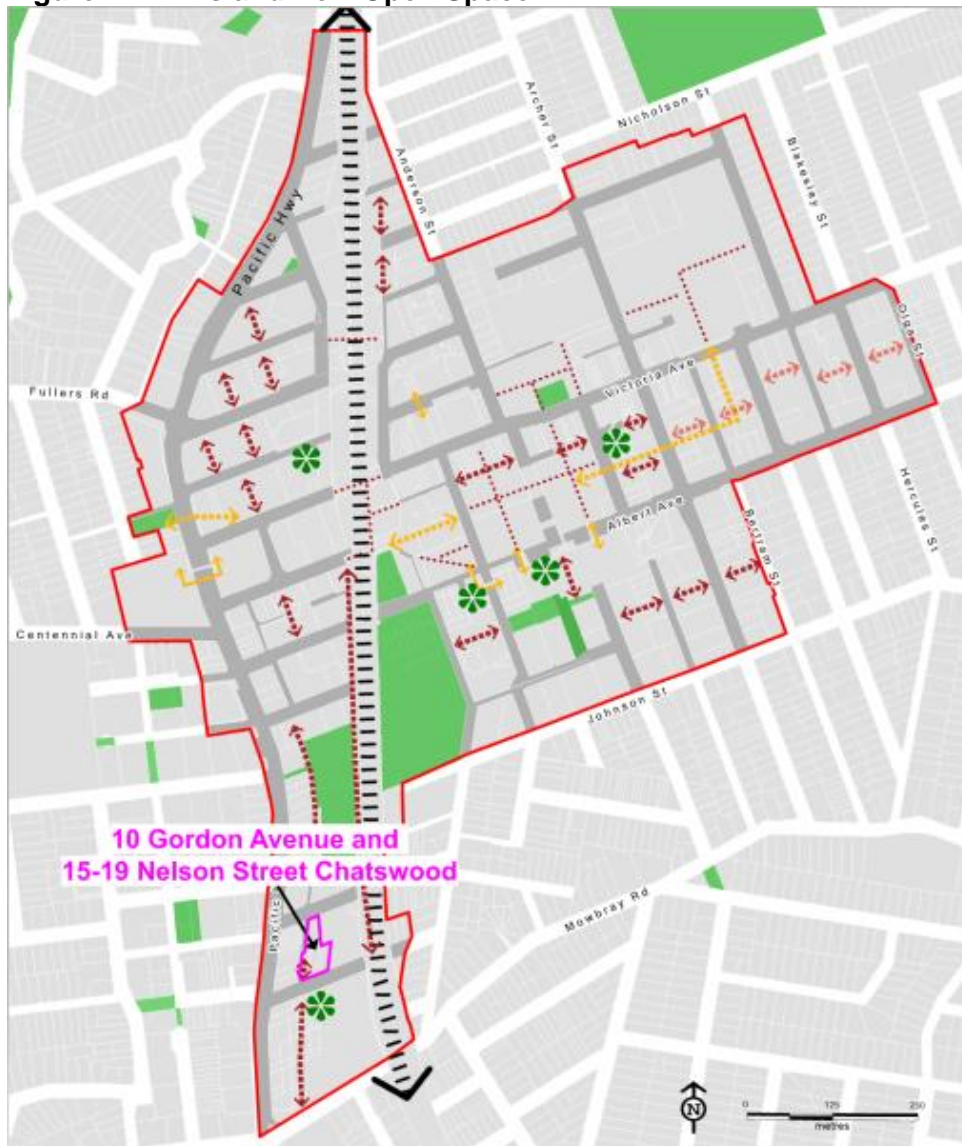 Nicholson St
Archer St
Anderson St
Blakesley St
Pacific Hwy
Olga St
Victoria Ave
Fullers Rd
Hercules St
Albert Ave
Bertram St
Centennial Ave
Johnson St
10 Gordon Avenue and
15-19 Nelson Street Chatswood
Mowbray Rd
Pacific
N
0 125 250
metres